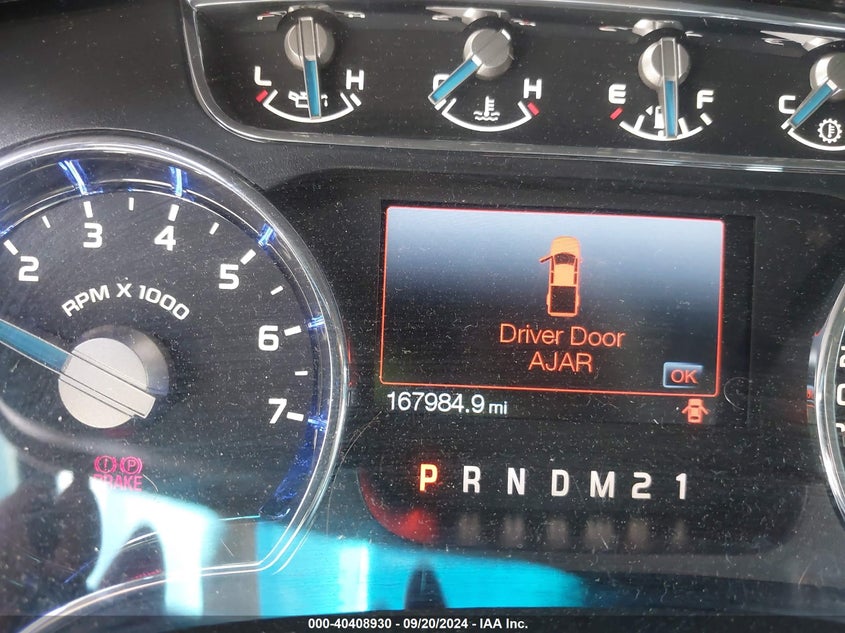 L H C H E F C
2 3 4 5 6 7
RPM X 1000
Driver Door
AJAR
OK
167984.9 mi
BRAKE
P R N D M 2 1
000-40408930 - 09/20/2024 - IAA Inc.